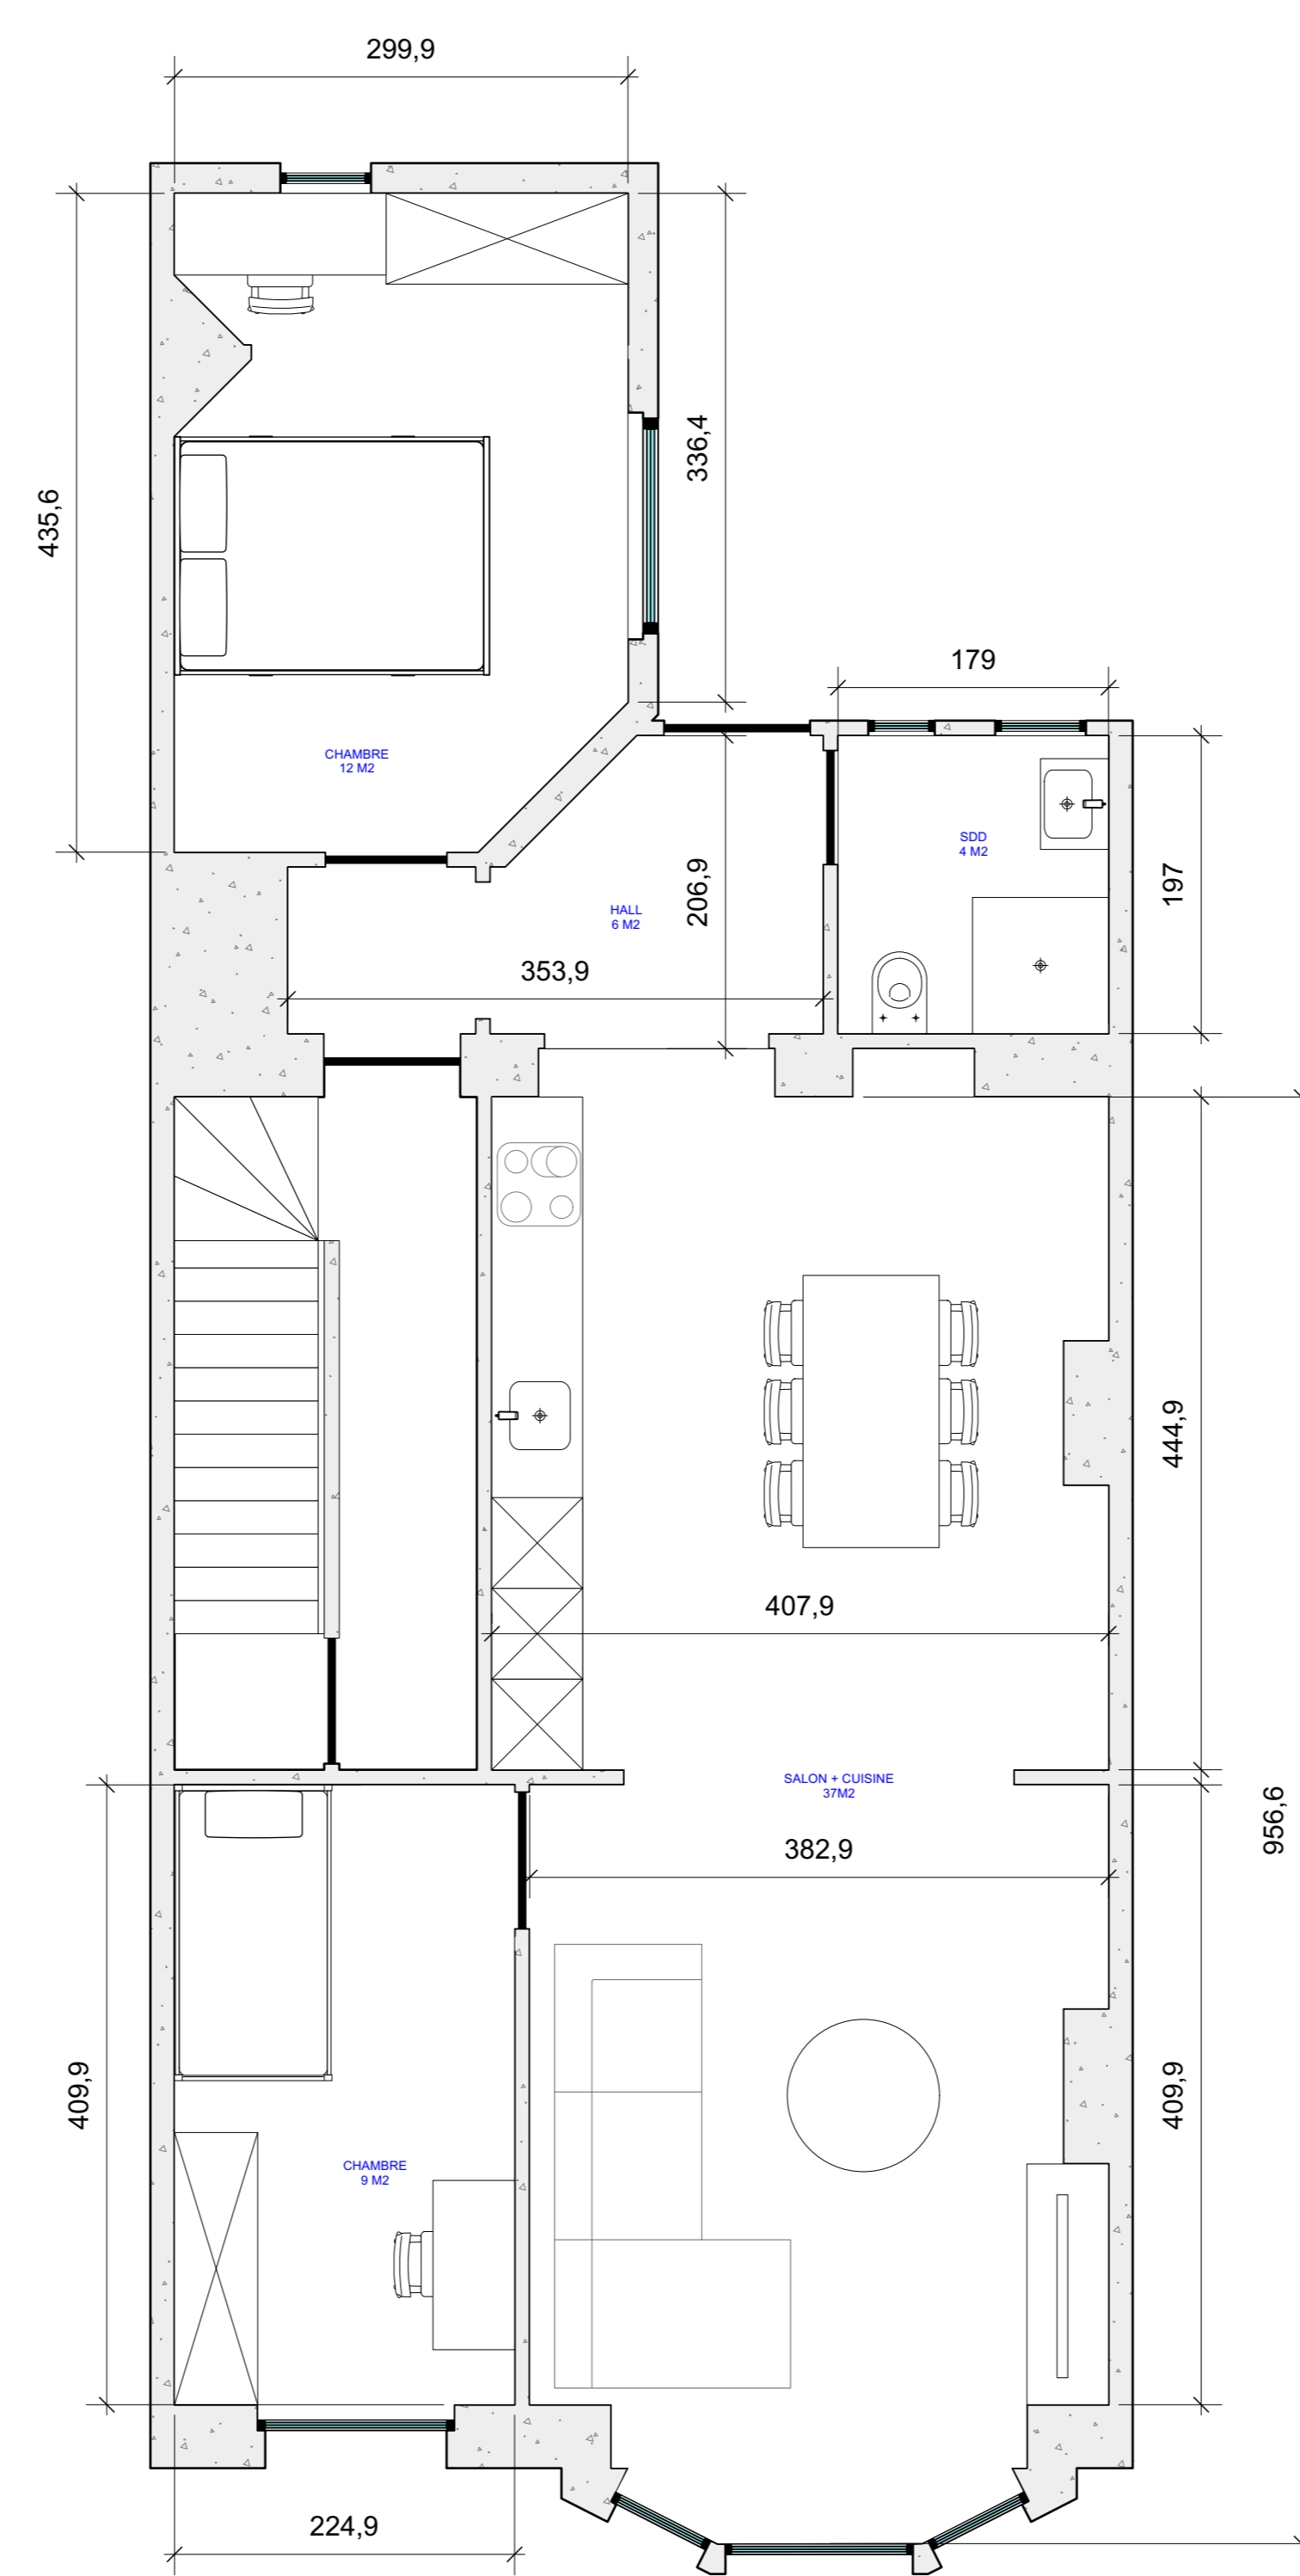 299,9
435,6
336,4
179
CHAMBRE
12 M2
SDD
4 M2
206,9
197
HALL
6 M2
353,9
444,9
407,9
SALON + CUISINE
37M2
956,6
382,9
409,9
409,9
CHAMBRE
9 M2
224,9